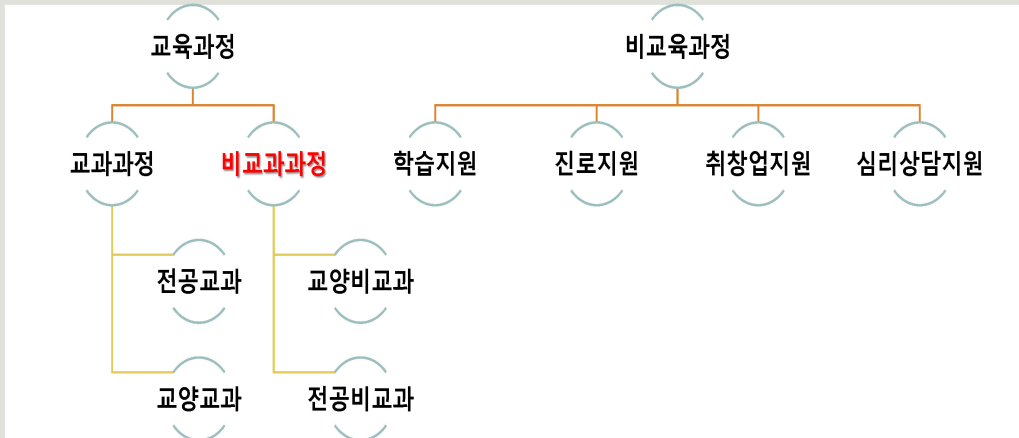 교육과정
비교육과정
교과과정
비교과과정
학습지원
진로지원
취창업지원
심리상담지원
전공교과
교양비교과
교양교과
전공비교과